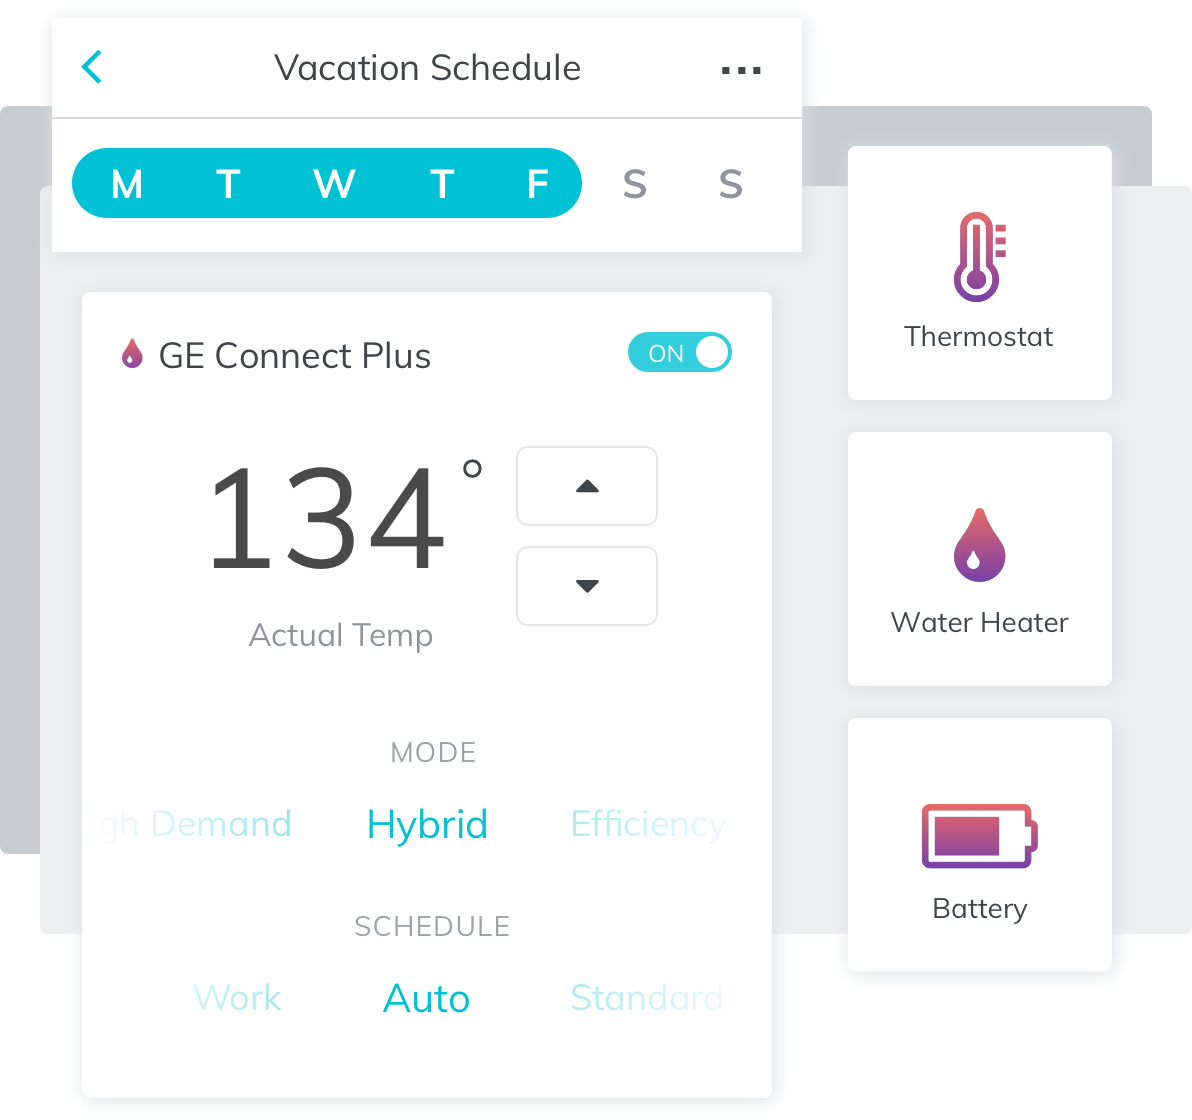 Vacation Schedule
M T W T F S S
GE Connect Plus
ON
134°
Actual Temp
MODE
igh Demand Hybrid Efficiency
SCHEDULE
Work Auto Standard
Thermostat
Water Heater
Battery